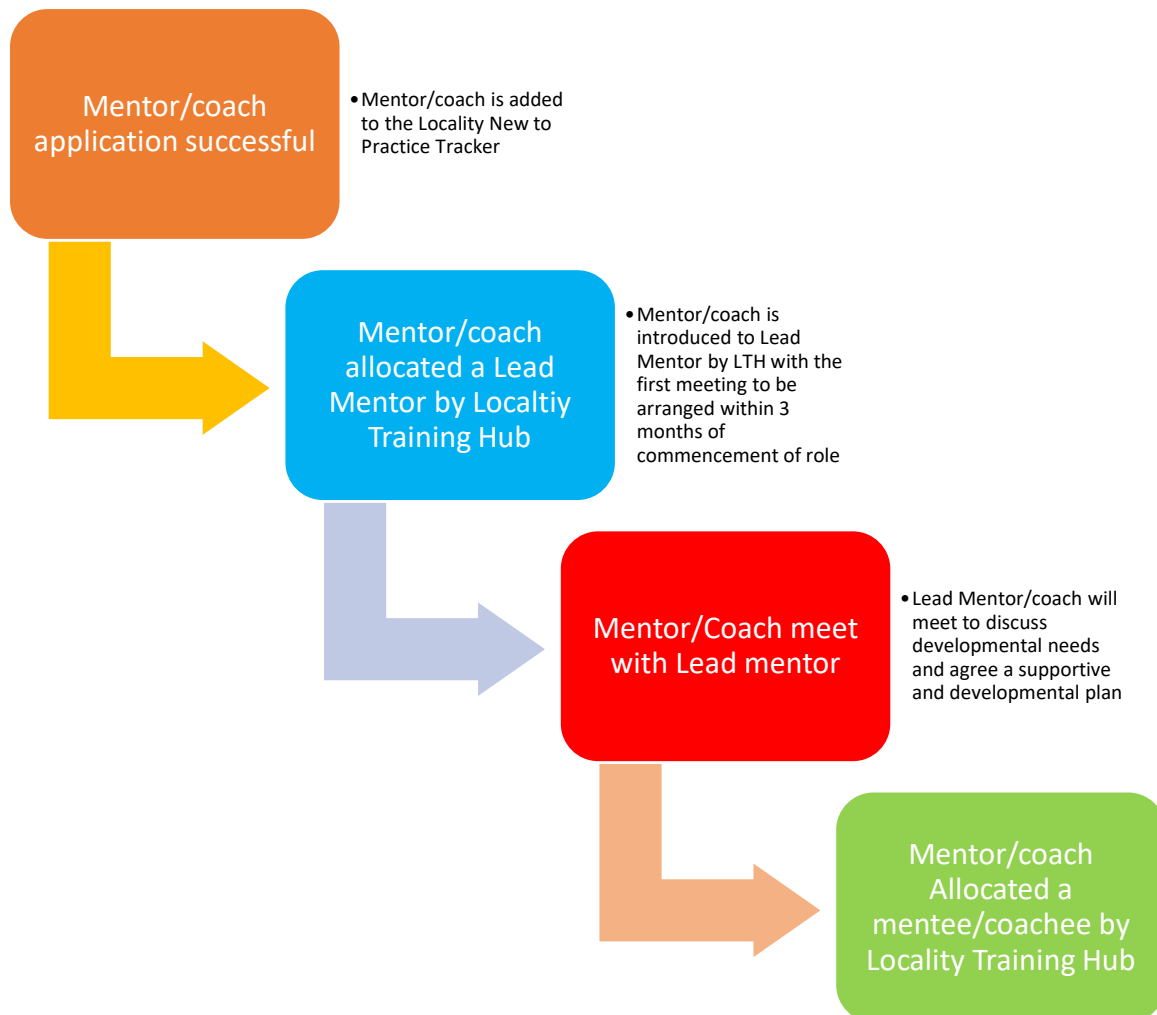 Mentor/coach
application successful
•Mentor/coach is added
to the Locality New to
Practice Tracker
Mentor/coach
allocated a Lead
Mentor by Localtiy
Training Hub
•Mentor/coach is
introduced to Lead
Mentor by LTH with the
first meeting to be
arranged within 3
months of
commencement of role
Mentor/Coach meet
with Lead mentor
•Lead Mentor/coach will
meet to discuss
developmental needs
and agree a supportive
and developmental plan
Mentor/coach
Allocated a
mentee/coachee by
Locality Training Hub